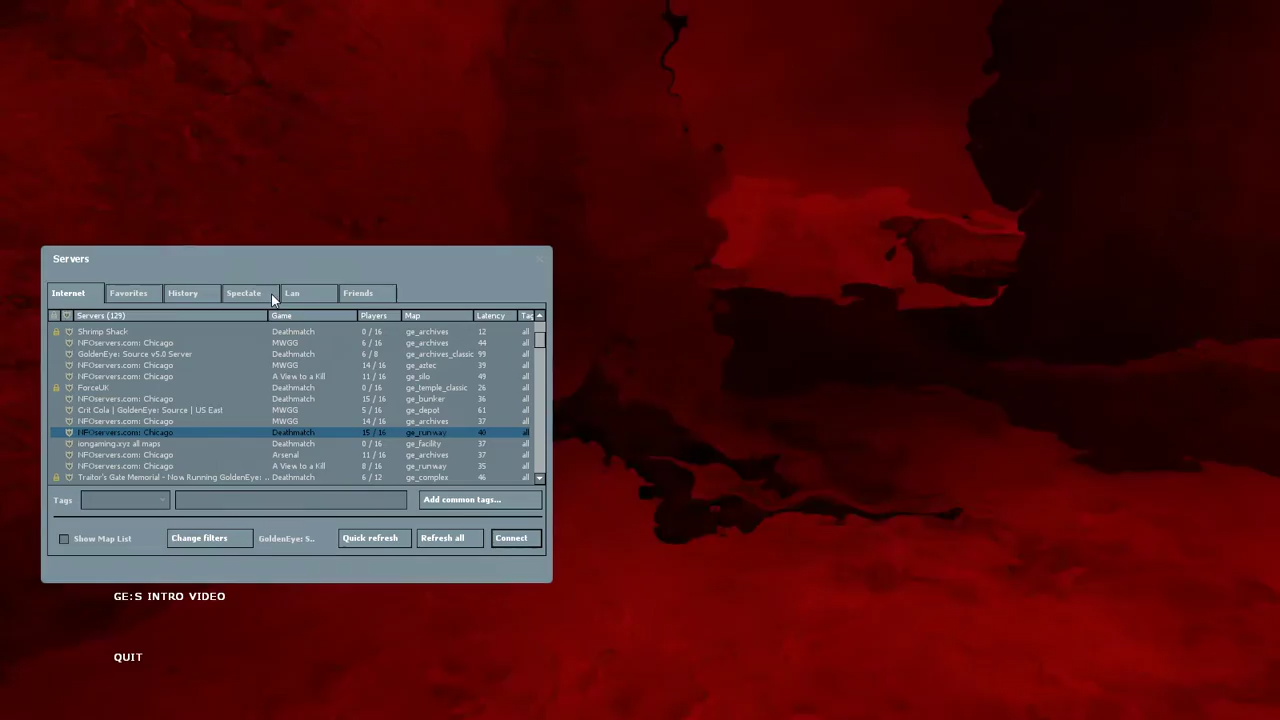 Servers
Internet Favorites History Spectate Lan Friends
Servers (129) Game Players Map Latency Tag
Shrimp Shack Deathmatch 0 / 16 ge_archives 12 all
NFOservers.com: Chicago MWGG 6 / 16 ge_archives 44 all
GoldenEye: Source v5.0 Server Deathmatch 6 / 8 ge_archives_classic 99 all
NFOservers.com: Chicago MWGG 14 / 16 ge_aztec 39 all
NFOservers.com: Chicago A View to a Kill 11 / 16 ge_silo 49 all
ForceUK Deathmatch 0 / 16 ge_temple_classic 26 all
NFOservers.com: Chicago Deathmatch 15 / 16 ge_bunker 36 all
Crit Cola | GoldenEye: Source | US East MWGG 5 / 16 ge_depot 61 all
NFOservers.com: Chicago MWGG 14 / 16 ge_archives 37 all
NFOservers.com: Chicago Deathmatch 15 / 16 ge_runway 40 all
iongaming.xyz all maps Deathmatch 0 / 16 ge_facility 37 all
NFOservers.com: Chicago Arsenal 11 / 16 ge_archives 37 all
NFOservers.com: Chicago A View to a Kill 8 / 16 ge_runway 35 all
Traitor's Gate Memorial - Now Running GoldenEye: .. Deathmatch 6 / 12 ge_complex 46 all
Tags Add common tags...
Show Map List Change filters GoldenEye: S.. Quick refresh Refresh all Connect
GE:S INTRO VIDEO
QUIT